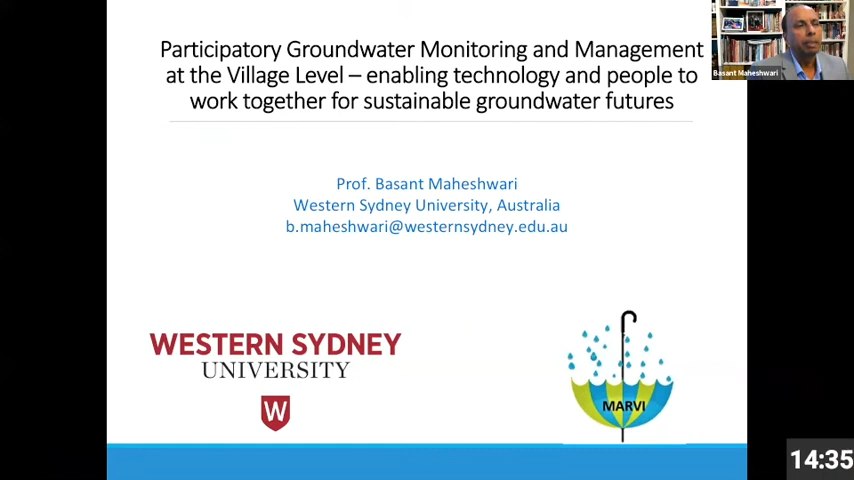 Participatory Groundwater Monitoring and Management
at the Village Level – enabling technology and people to
work together for sustainable groundwater futures
Basant Maheshwari
Prof. Basant Maheshwari
Western Sydney University, Australia
b.maheshwari@westernsydney.edu.au
WESTERN SYDNEY
UNIVERSITY
W
MARVI
14:35